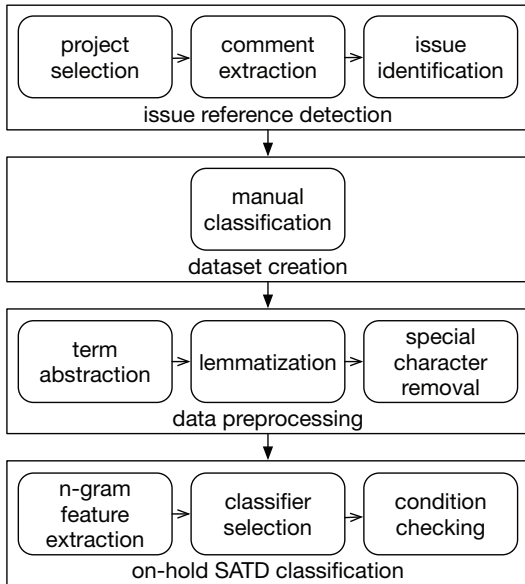 project selection
comment extraction
issue identification
issue reference detection
manual classification
dataset creation
term abstraction
lemmatization
special character removal
data preprocessing
n-gram feature extraction
classifier selection
condition checking
on-hold SATD classification